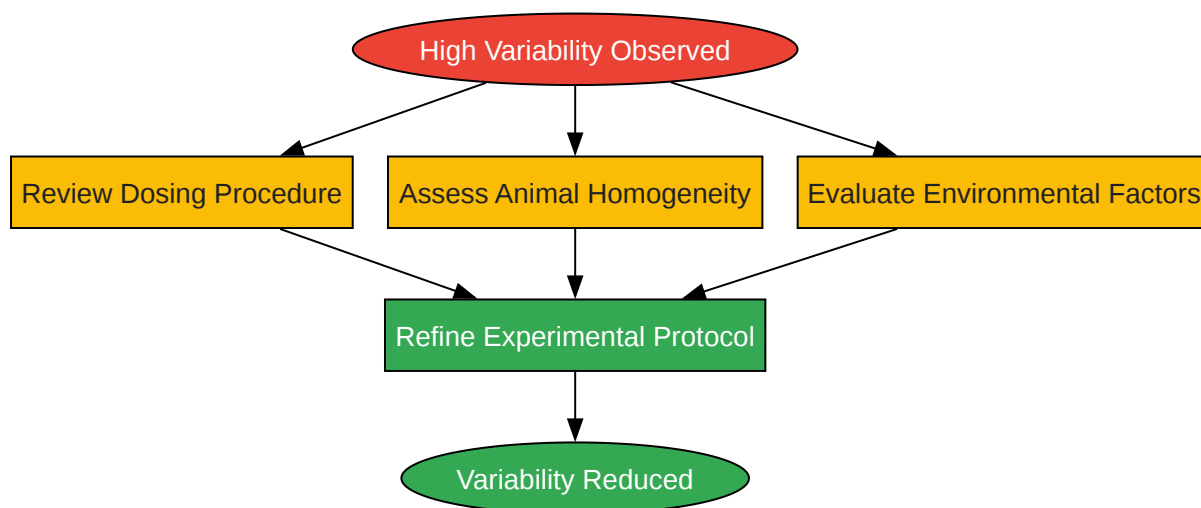 High Variability Observed
Review Dosing Procedure
Assess Animal Homogeneity
Evaluate Environmental Factors
Refine Experimental Protocol
Variability Reduced